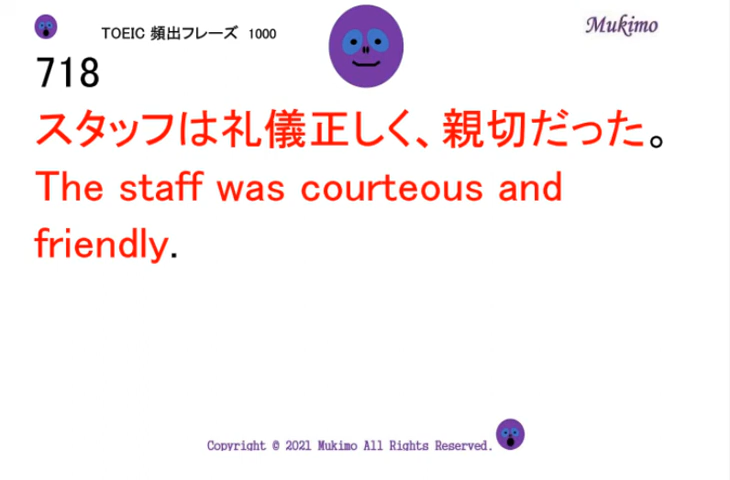 TOEIC 頻出フレーズ 1000
Mukimo
718
スタッフは礼儀正しく、親切だった。
The staff was courteous and
friendly.
Copyright © 2021 Mukimo All Rights Reserved.